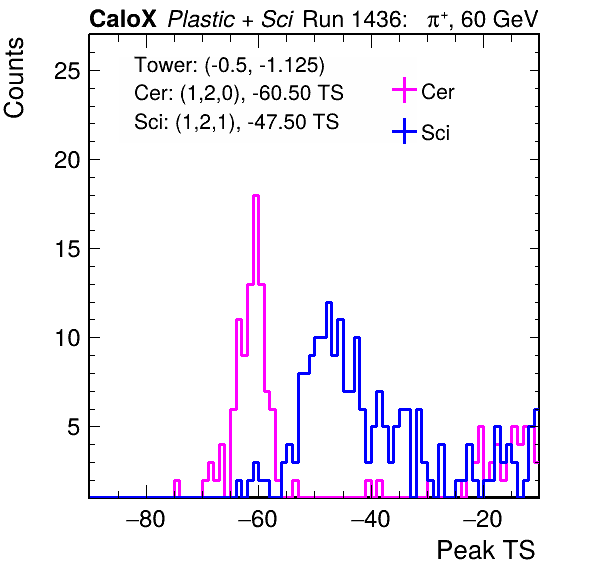 CaloX Plastic + Sci Run 1436: π⁺, 60 GeV
Counts
Tower: (-0.5, -1.125)
Cer: (1,2,0), -60.50 TS
Sci: (1,2,1), -47.50 TS
Cer
Sci
25
20
15
10
5
−80 −60 −40 −20
Peak TS